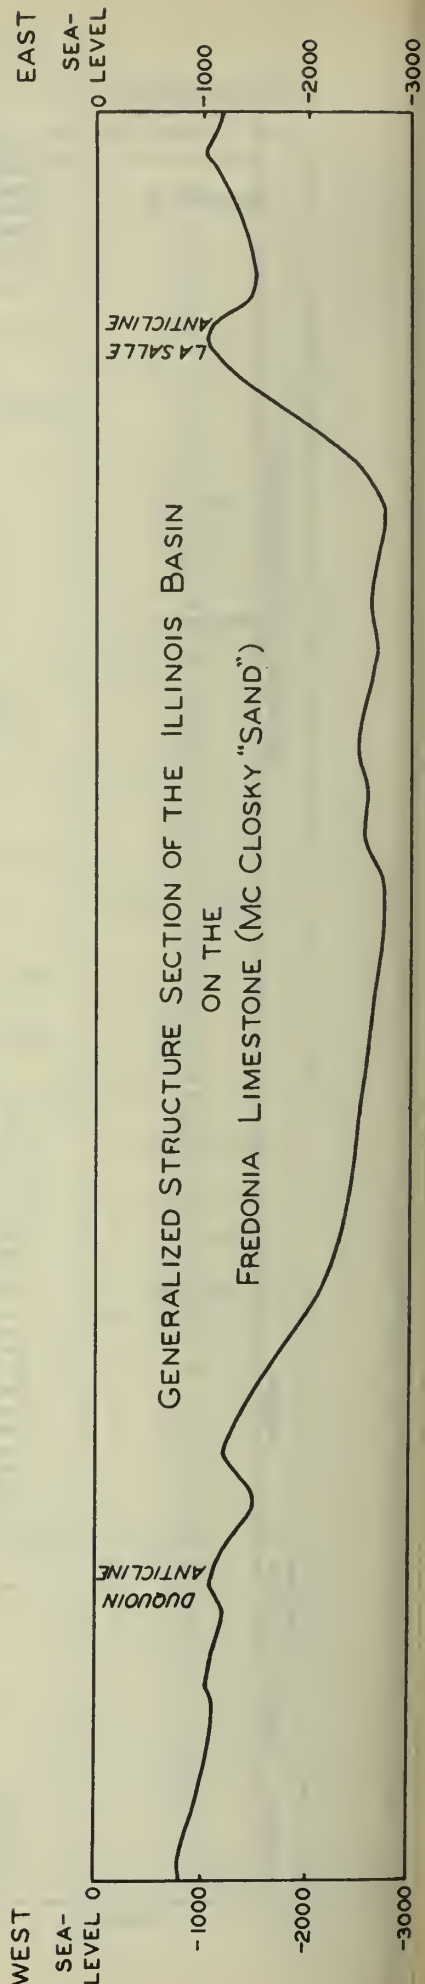 WEST
EAST
SEA-
LEVEL
0
-1000
-2000
-3000
SEA-
LEVEL
0
-1000
-2000
-3000
DUQUOIN
ANTICLINE
LA SALLE
ANTICLINE
GENERALIZED STRUCTURE SECTION OF THE ILLINOIS BASIN
ON THE
FREDONIA LIMESTONE (MC CLOSKY "SAND")